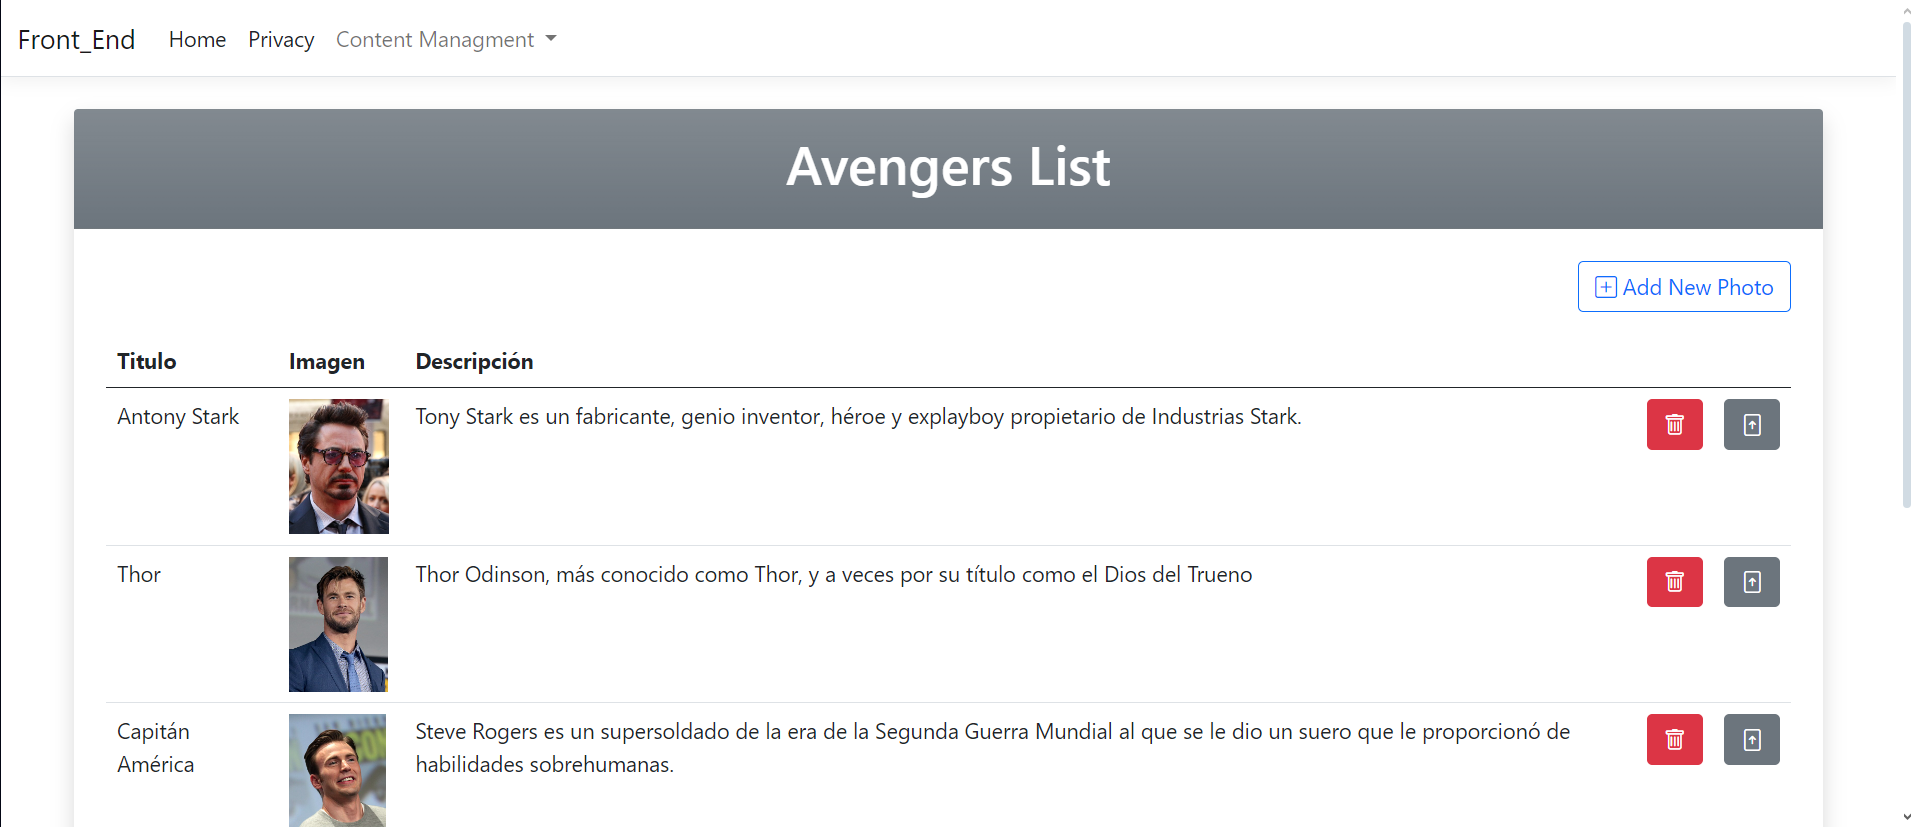 Front_End Home Privacy Content Managment
Avengers List
Add New Photo
Titulo Imagen Descripción
Antony Stark Tony Stark es un fabricante, genio inventor, héroe y explayboy propietario de Industrias Stark.
Thor Thor Odinson, más conocido como Thor, y a veces por su título como el Dios del Trueno
Capitán Steve Rogers es un supersoldado de la era de la Segunda Guerra Mundial al que se le dio un suero que le proporcionó de
América habilidades sobrehumanas.